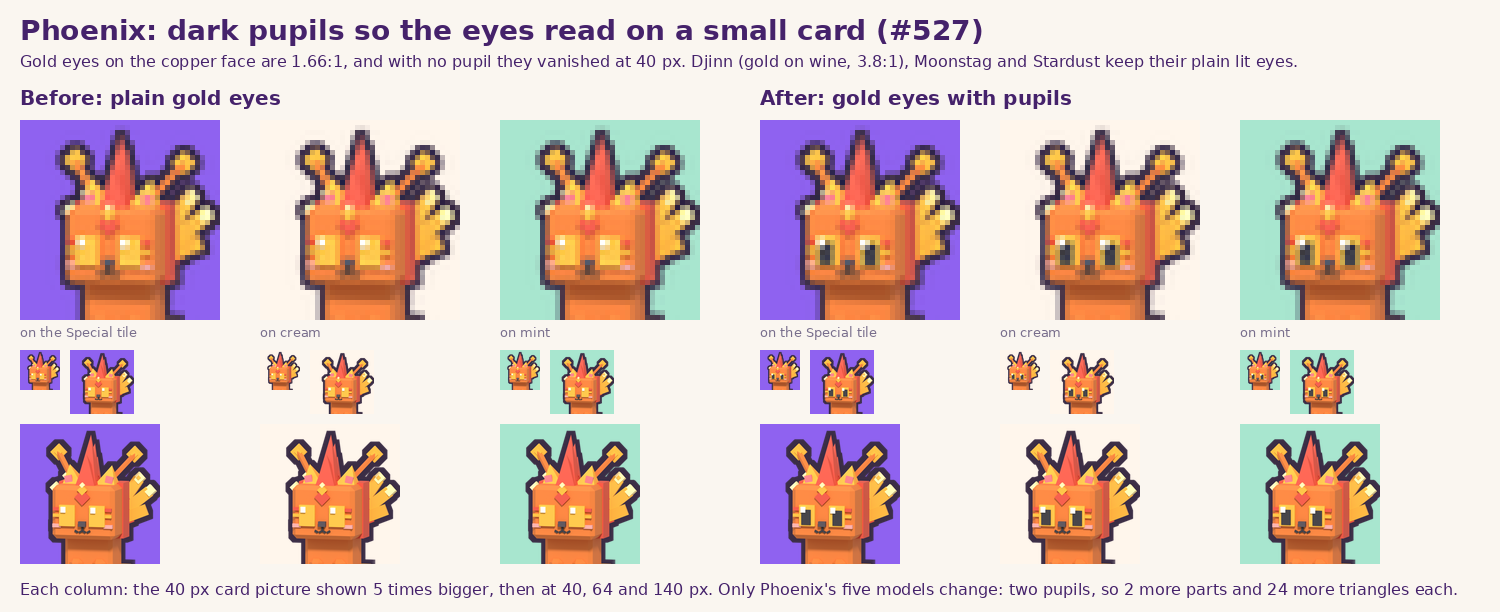 Phoenix: dark pupils so the eyes read on a small card (#527)
Gold eyes on the copper face are 1.66:1, and with no pupil they vanished at 40 px. Djinn (gold on wine, 3.8:1), Moonstag and Stardust keep their plain lit eyes.
Before: plain gold eyes
After: gold eyes with pupils
on the Special tile
on cream
on mint
on the Special tile
on cream
on mint
Each column: the 40 px card picture shown 5 times bigger, then at 40, 64 and 140 px. Only Phoenix's five models change: two pupils, so 2 more parts and 24 more triangles each.